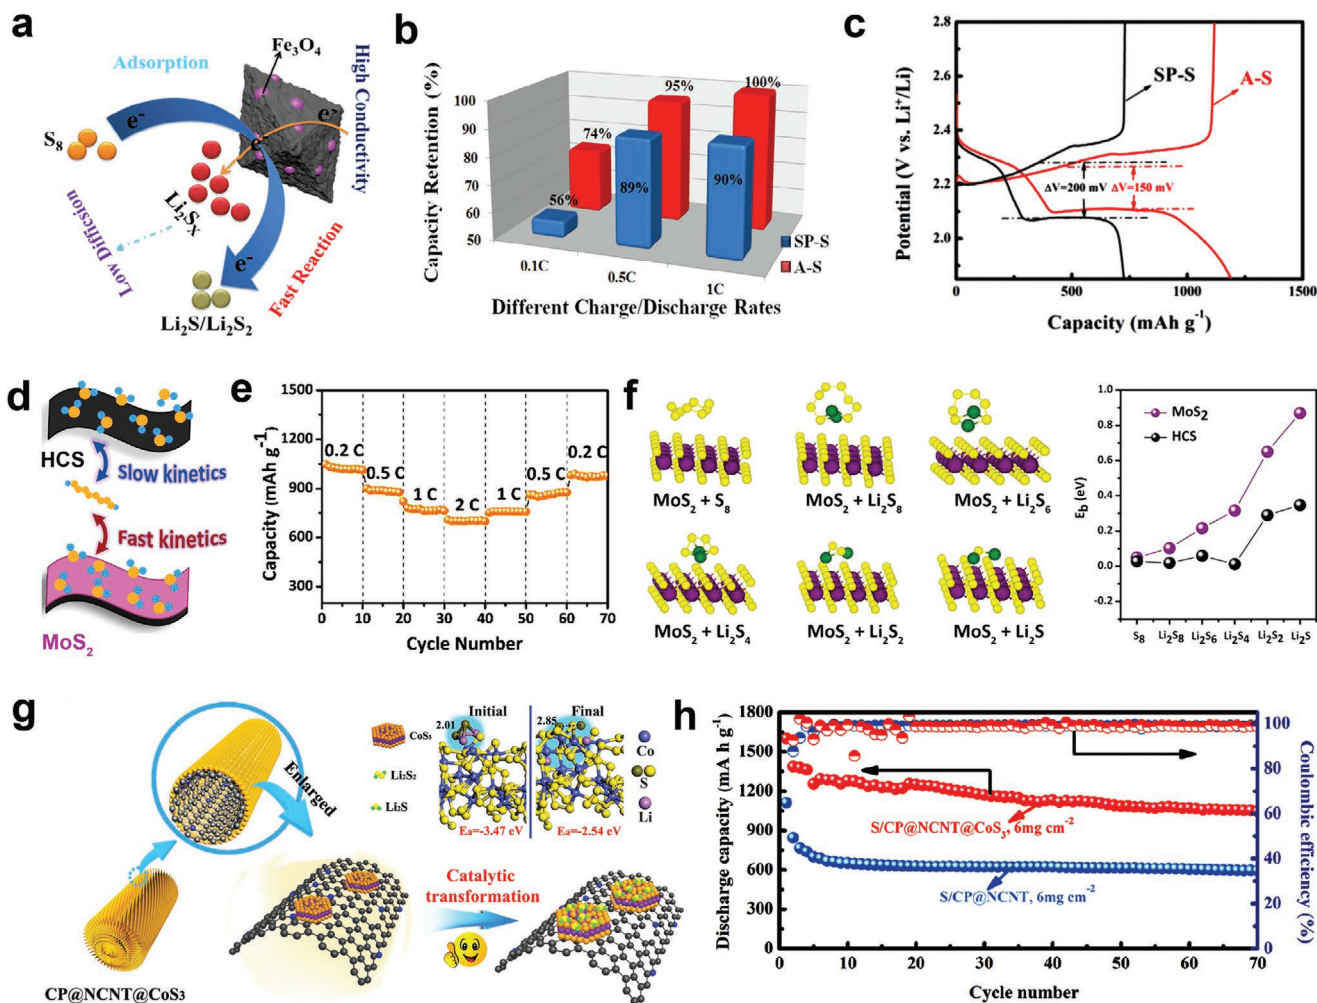 a
Adsorption
Fe₃O₄
High Conductivity
e⁻
e⁻
e⁻
S₈
Li₂Sₓ
Low Diffiesion
e⁻
Fast Reaction
Li₂S/Li₂S₂
b
Capacity Retention (%)
100
90
80
70
60
50
56%
74%
89%
95%
90%
100%
0.1C
0.5C
1C
SP-S
A-S
Different Charge/Discharge Rates
c
Potential (V vs. Li⁺/Li)
2.8
2.6
2.4
2.2
2.0
SP-S
A-S
ΔV=200 mV
ΔV=150 mV
0
500
1000
1500
Capacity (mAh g⁻¹)
d
HCS
Slow kinetics
Fast kinetics
MoS₂
e
Capacity (mAh g⁻¹)
1500
1200
900
600
300
0.2 C
0.5 C
1 C
2 C
1 C
0.5 C
0.2 C
0
10
20
30
40
50
60
70
Cycle Number
f
MoS₂ + S₈
MoS₂ + Li₂S₈
MoS₂ + Li₂S₆
MoS₂ + Li₂S₄
MoS₂ + Li₂S₂
MoS₂ + Li₂S
E_b (eV)
1.0
0.8
0.6
0.4
0.2
0.0
-0.2
MoS₂
HCS
S₈
Li₂S₈
Li₂S₆
Li₂S₄
Li₂S₂
Li₂S
g
Enlarged
CP@NCNT@CoS₃
CoS₃
Li₂S₂
Li₂S
Initial
Final
2.01
2.85
Ea=-3.47 eV
Ea=-2.54 eV
Co
S
Li
Catalytic
transformation
h
Discharge capacity (mA h g⁻¹)
1800
1500
1200
900
600
300
0
S/CP@NCNT@CoS₃, 6mg cm⁻²
S/CP@NCNT, 6mg cm⁻²
100
80
60
40
20
0
Coulombic efficiency (%)
0
10
20
30
40
50
60
70
Cycle number